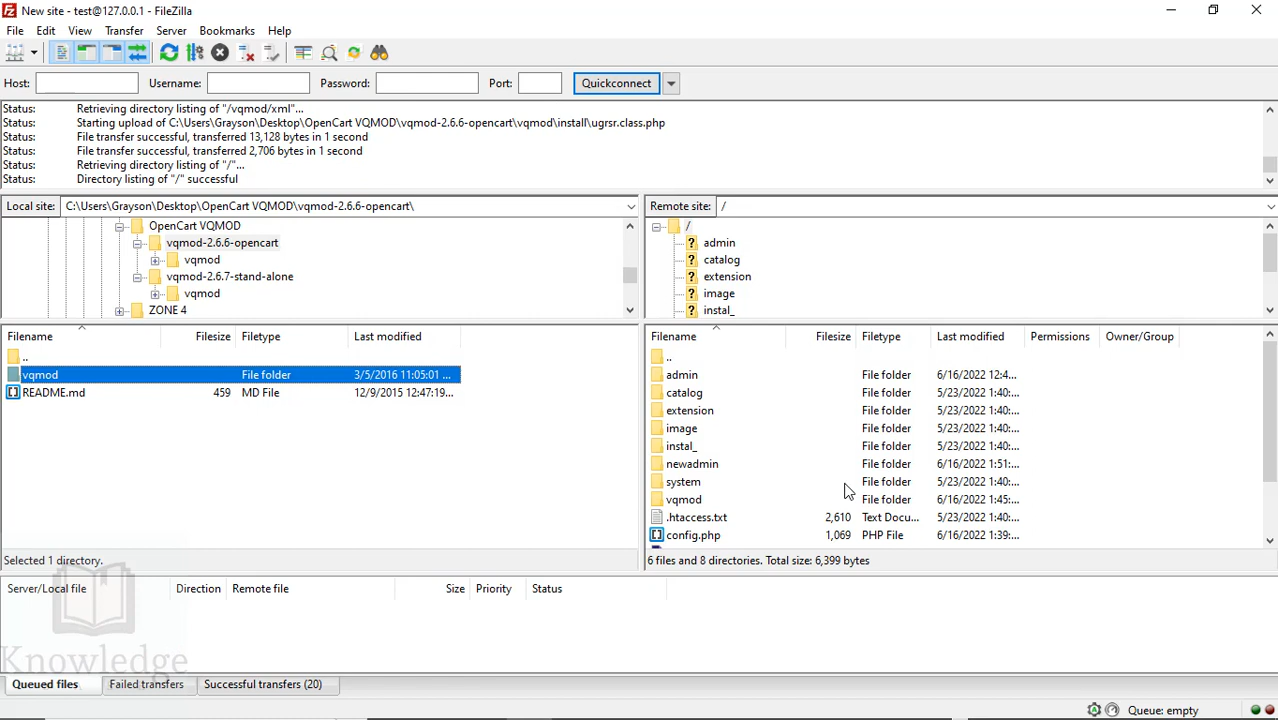 New site - test@127.0.0.1 - FileZilla
File Edit View Transfer Server Bookmarks Help
Host: Username: Password: Port: Quickconnect
Status: Retrieving directory listing of "/vqmod/xml"...
Status: Starting upload of C:\Users\Grayson\Desktop\OpenCart VQMOD\vqmod-2.6.6-opencart\vqmod\install\ugrsr.class.php
Status: File transfer successful, transferred 13,128 bytes in 1 second
Status: File transfer successful, transferred 2,706 bytes in 1 second
Status: Retrieving directory listing of "/"...
Status: Directory listing of "/" successful
Local site: C:\Users\Grayson\Desktop\OpenCart VQMOD\vqmod-2.6.6-opencart\
OpenCart VQMOD
vqmod-2.6.6-opencart
vqmod
vqmod-2.6.7-stand-alone
vqmod
ZONE 4
Filename Filesize Filetype Last modified
..
vqmod File folder 3/5/2016 11:05:01 ...
README.md 459 MD File 12/9/2015 12:47:19...
Selected 1 directory.
Remote site: /
/
admin
catalog
extension
image
instal_
Filename Filesize Filetype Last modified Permissions Owner/Group
..
admin File folder 6/16/2022 12:4...
catalog File folder 5/23/2022 1:40:...
extension File folder 5/23/2022 1:40:...
image File folder 5/23/2022 1:40:...
instal_ File folder 5/23/2022 1:40:...
newadmin File folder 6/16/2022 1:51:...
system File folder 5/23/2022 1:40:...
vqmod File folder 6/16/2022 1:45:...
.htaccess.txt 2,610 Text Docu... 5/23/2022 1:40:...
config.php 1,069 PHP File 6/16/2022 1:39:...
6 files and 8 directories. Total size: 6,399 bytes
Server/Local file Direction Remote file Size Priority Status
Knowledge
Queued files Failed transfers Successful transfers (20)
Queue: empty